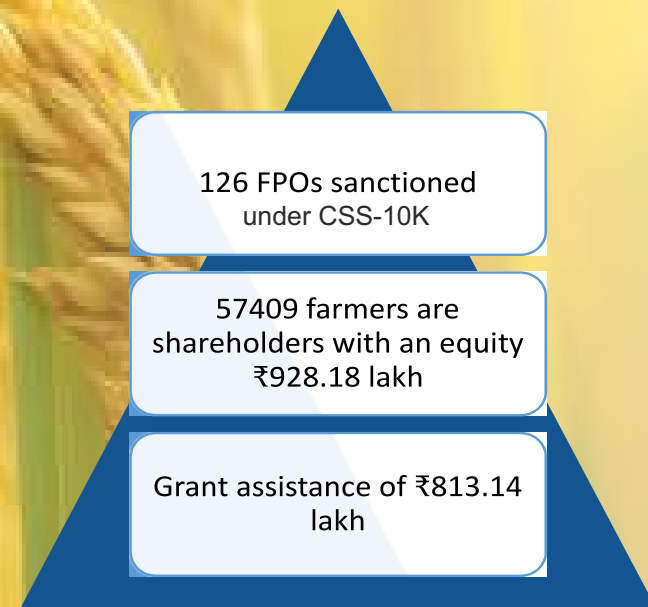 126 FPOs sanctioned
under CSS-10K
57409 farmers are
shareholders with an equity
₹928.18 lakh
Grant assistance of ₹813.14
lakh